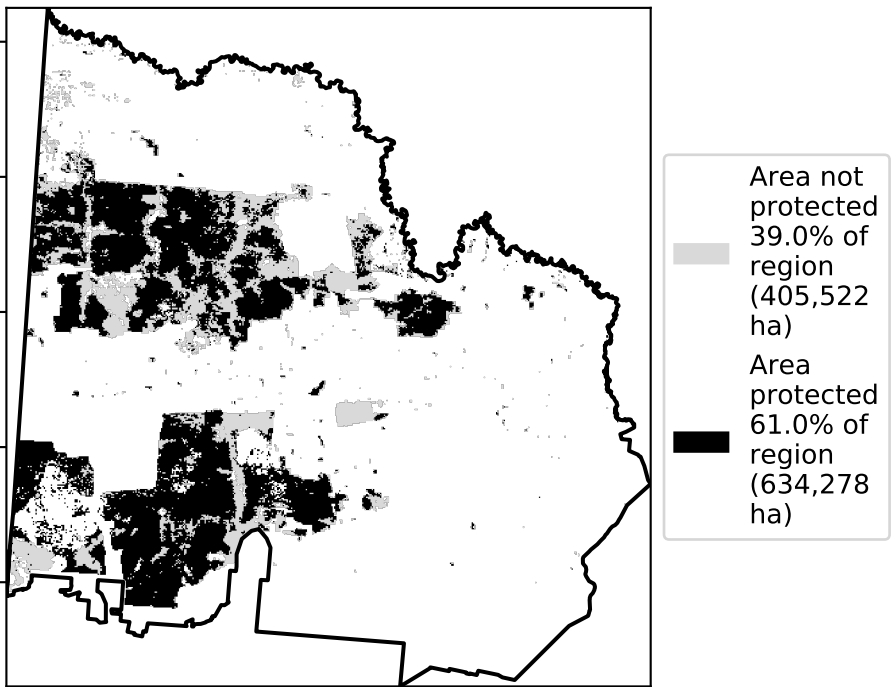 Area not
protected
39.0% of
region
(405,522
ha)
Area
protected
61.0% of
region
(634,278
ha)